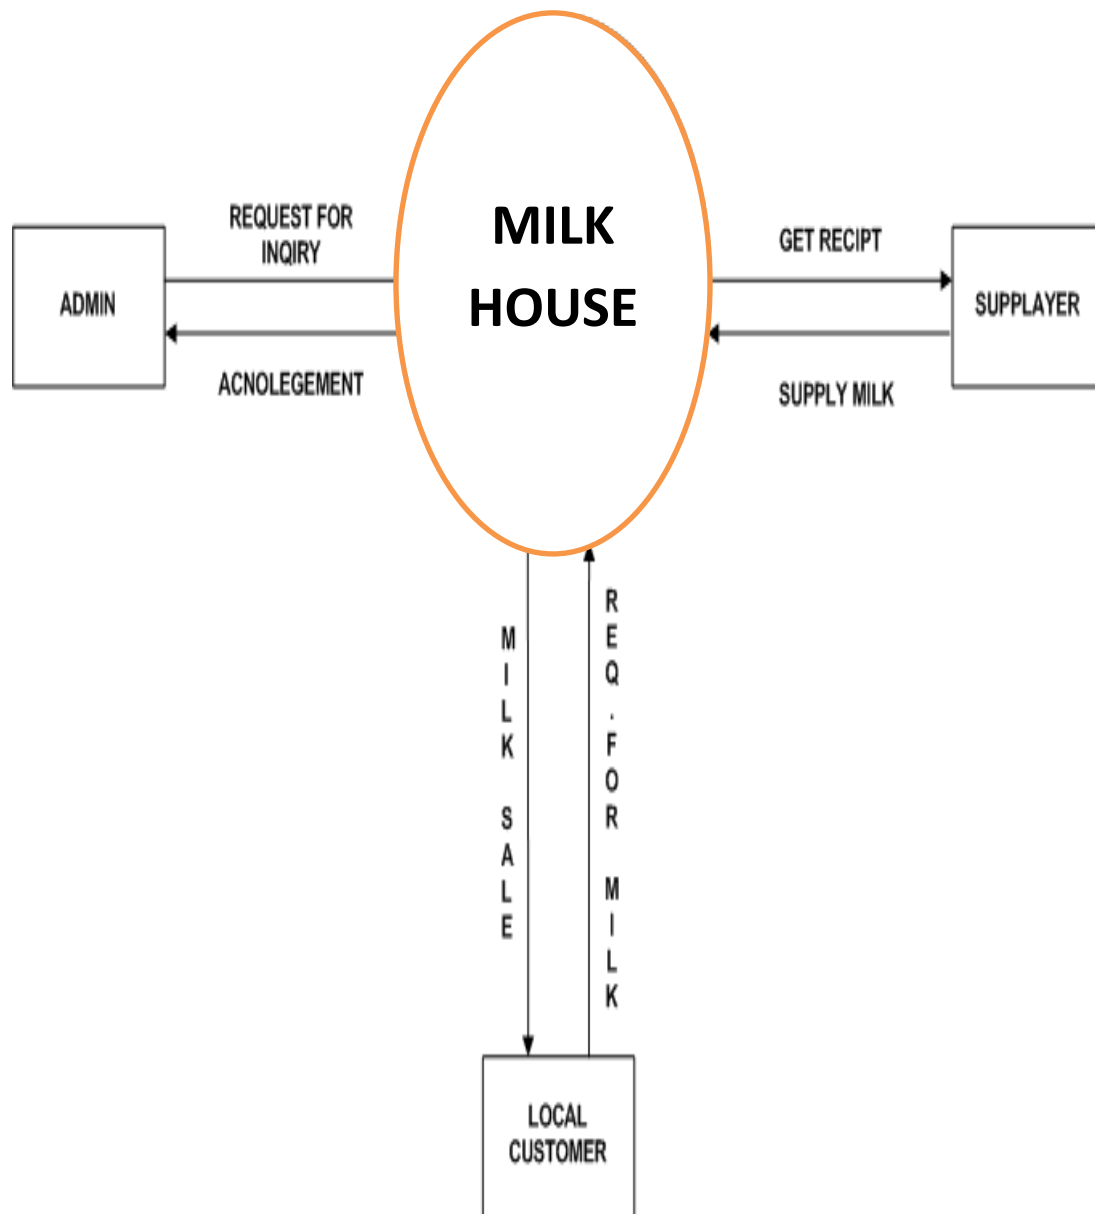 MILK
HOUSE
REQUEST FOR
INQIRY
ADMIN
ACNOLEGEMENT
GET RECIPT
SUPPLAYER
SUPPLY MILK
MILK SALE
REQ.FOR MILK
LOCAL
CUSTOMER